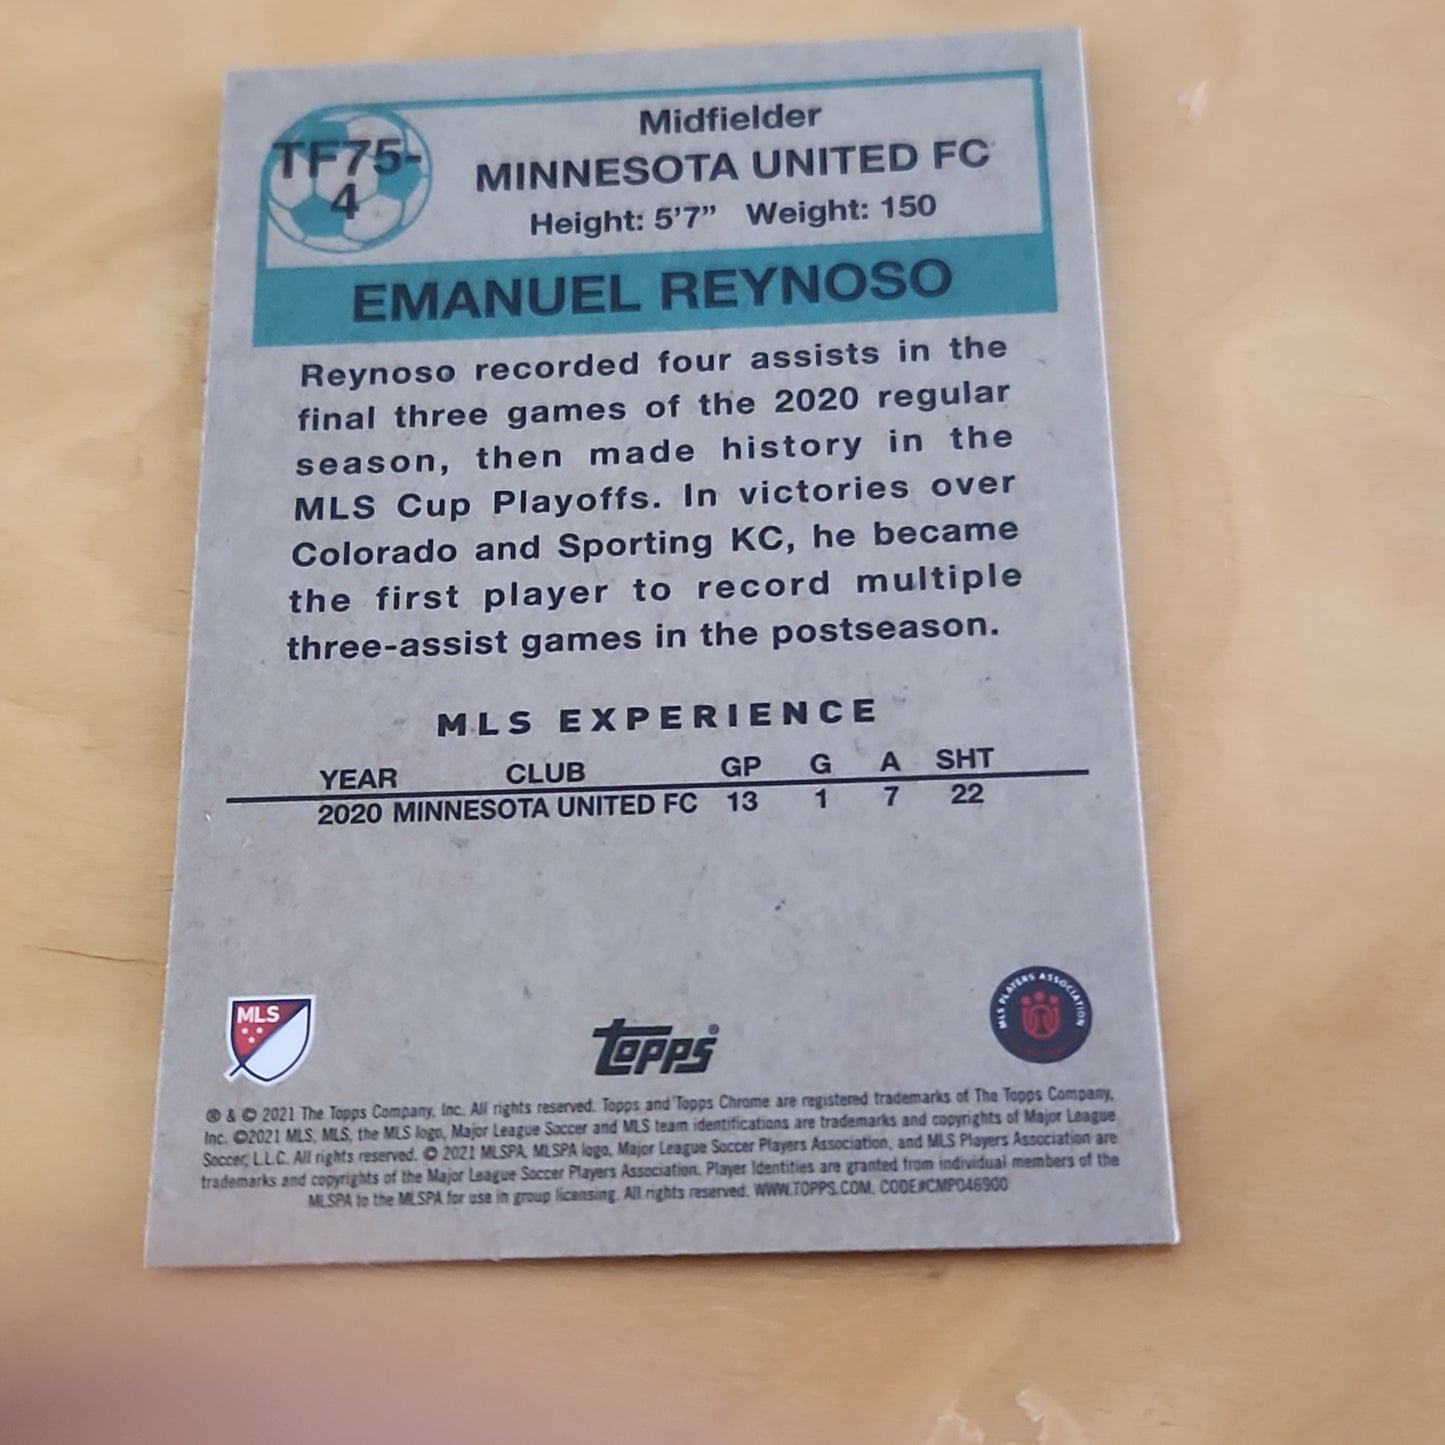 TF75-
4
Midfielder
MINNESOTA UNITED FC
Height: 5'7” Weight: 150
EMANUEL REYNOSO
Reynoso recorded four assists in the
final three games of the 2020 regular
season, then made history in the
MLS Cup Playoffs. In victories over
Colorado and Sporting KC, he became
the first player to record multiple
three-assist games in the postseason.
MLS EXPERIENCE
YEAR CLUB GP G A SHT
2020 MINNESOTA UNITED FC 13 1 7 22
MLS
Topps®
MLS PLAYERS ASSOCIATION
® & © 2021 The Topps Company, Inc. All rights reserved. Topps and Topps Chrome are registered trademarks of The Topps Company,
Inc. ©2021 MLS, MLS, the MLS logo, Major League Soccer and MLS team identifications are trademarks and copyrights of Major League
Soccer, L.L.C. All rights reserved. © 2021 MLSPA, MLSPA logo, Major League Soccer Players Association, and MLS Players Association are
trademarks and copyrights of the Major League Soccer Players Association. Player Identities are granted from individual members of the
MLSPA to the MLSPA for use in group licensing. All rights reserved. WWW.TOPPS.COM. CODE#CMP046900